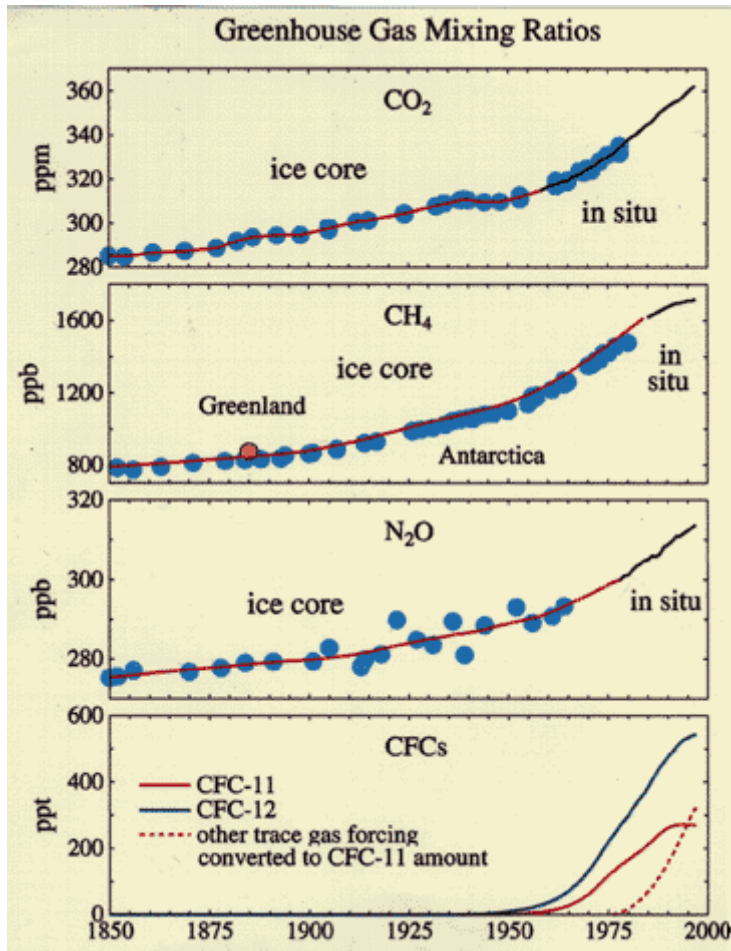 Greenhouse Gas Mixing Ratios
360
CO₂
340
ppm
ice core
320
in situ
300
280
1600
CH₄
ice core
in
situ
ppb
1200
Greenland
Antarctica
800
320
N₂O
300
ppb
ice core
in situ
280
600
CFCs
CFC-11
400
CFC-12
ppt
other trace gas forcing
converted to CFC-11 amount
200
0
1850 1875 1900 1925 1950 1975 2000